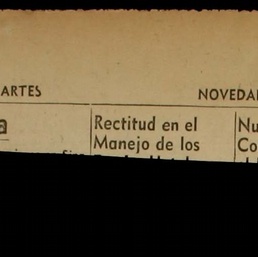 ARTES NOVEDA
a
Rectitud en el
Manejo de los
Nu
Co